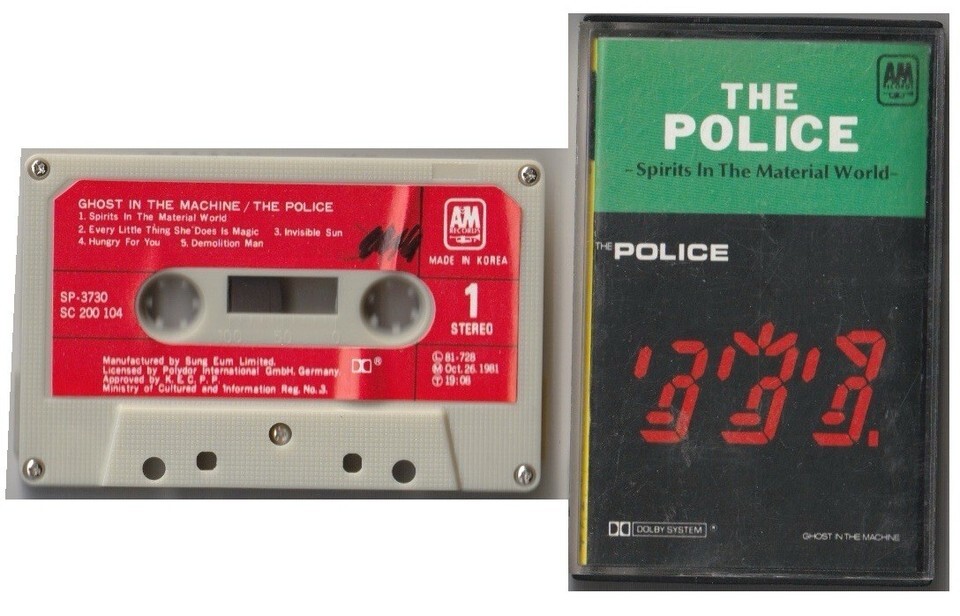 GHOST IN THE MACHINE / THE POLICE
1. Spirits In The Material World
2. Every Little Thing She Does Is Magic 3. Invisible Sun
4. Hungry For You 5. Demolition Man
A&M
RECORDS
MADE IN KOREA
SP-3730
SC 200 104
1
STEREO
Manufactured by Sung Eum Limited.
Licensed by Polydor International GmbH, Germany.
Approved by K. E. C. P. P.
Ministry of Cultured and Information Reg. No. 3.
Ⓛ 81-728
Ⓜ Oct. 26. 1981
Ⓣ 19:08
A&M
RECORDS
THE
POLICE
-Spirits In The Material World-
THE POLICE
DOLBY SYSTEM
GHOST IN THE MACHINE